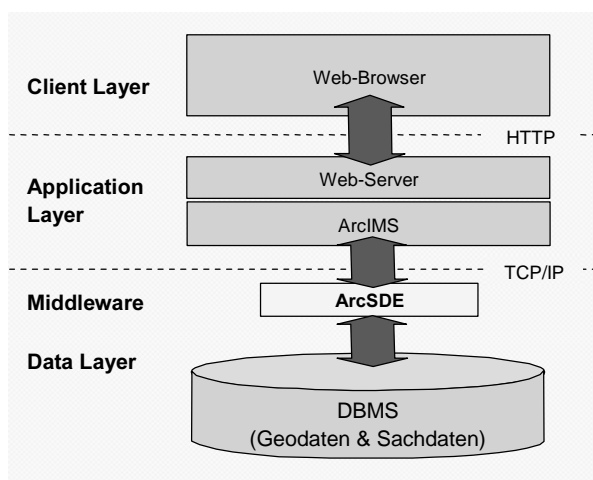 Client Layer
Web-Browser
HTTP
Application
Layer
Web-Server
ArcIMS
TCP/IP
Middleware
ArcSDE
Data Layer
DBMS
(Geodaten & Sachdaten)